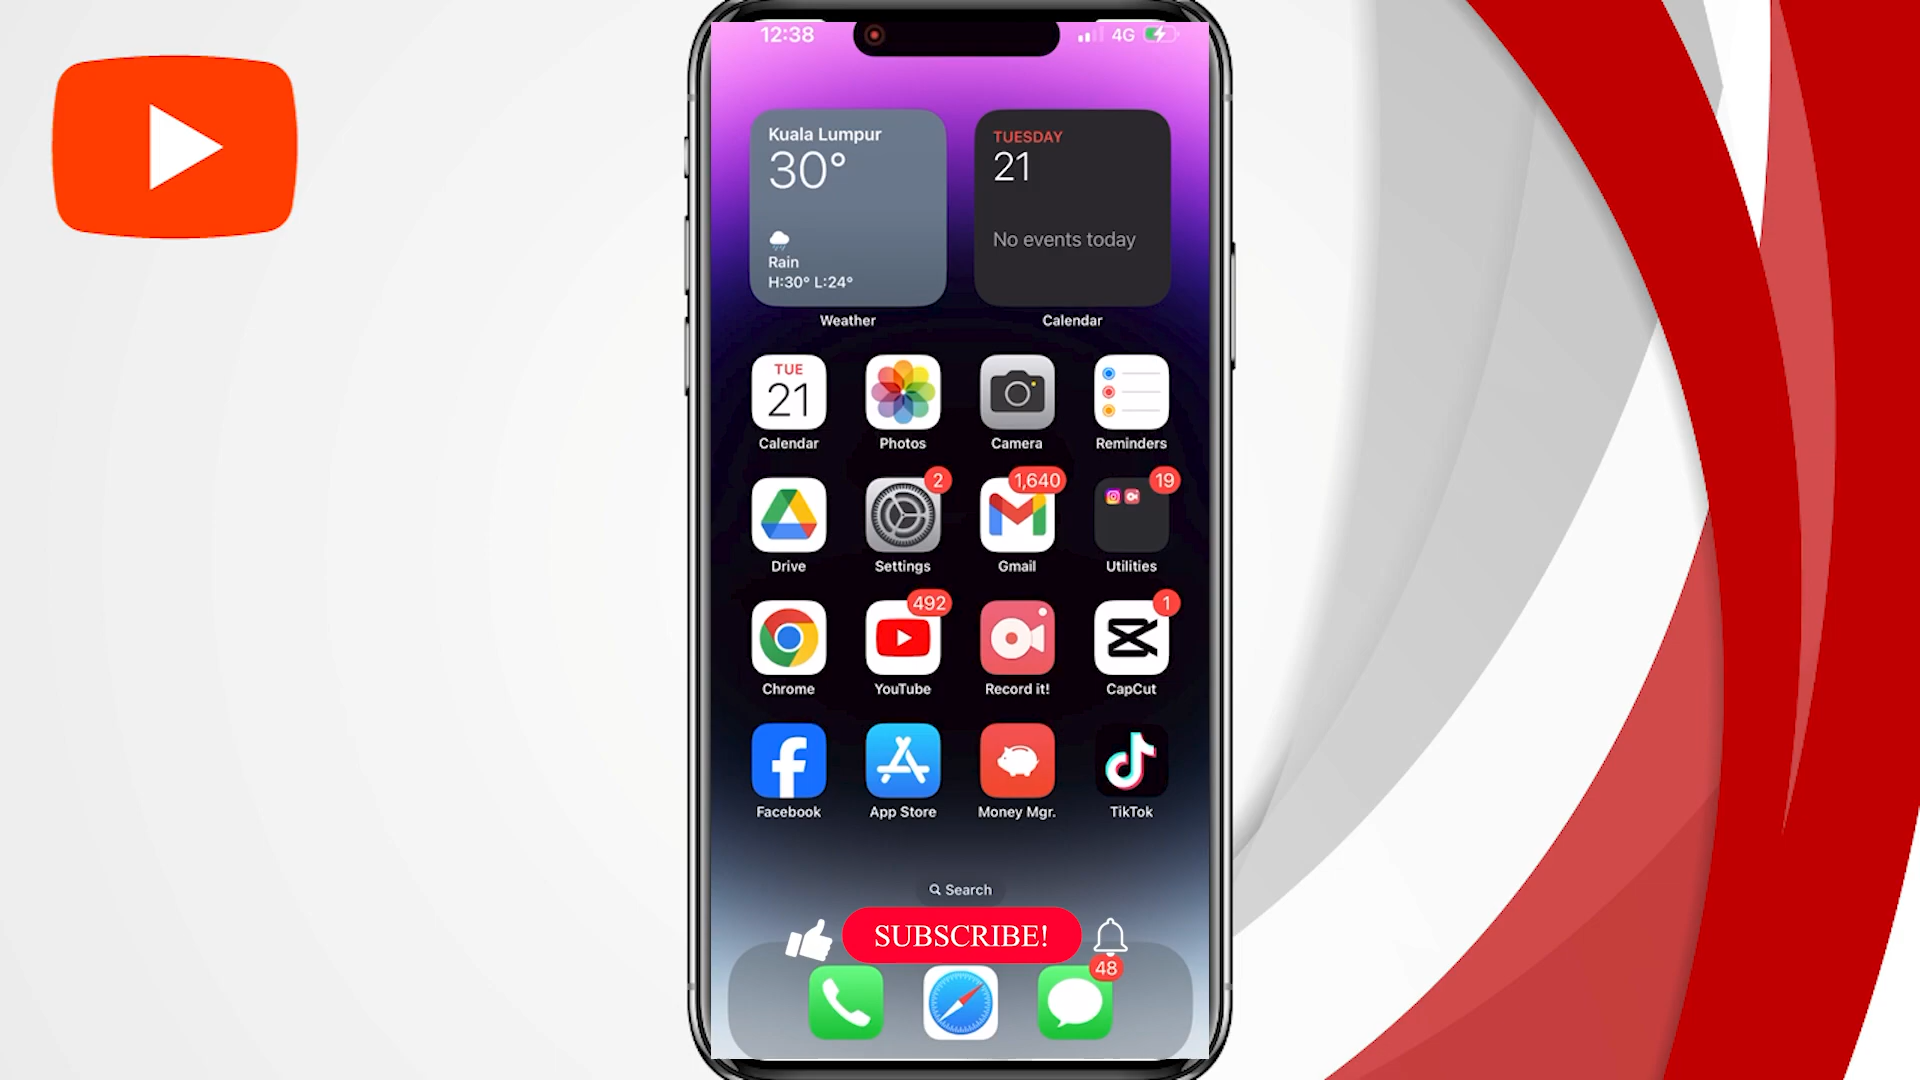 12:38
4G
Kuala Lumpur
30°
Rain
H:30° L:24°
Weather
TUESDAY
21
No events today
Calendar
TUE
21
Calendar
Photos
Camera
Reminders
2
1,640
19
Drive
Settings
Gmail
Utilities
492
1
Chrome
YouTube
Record it!
CapCut
Facebook
App Store
Money Mgr.
TikTok
Search
SUBSCRIBE!
48